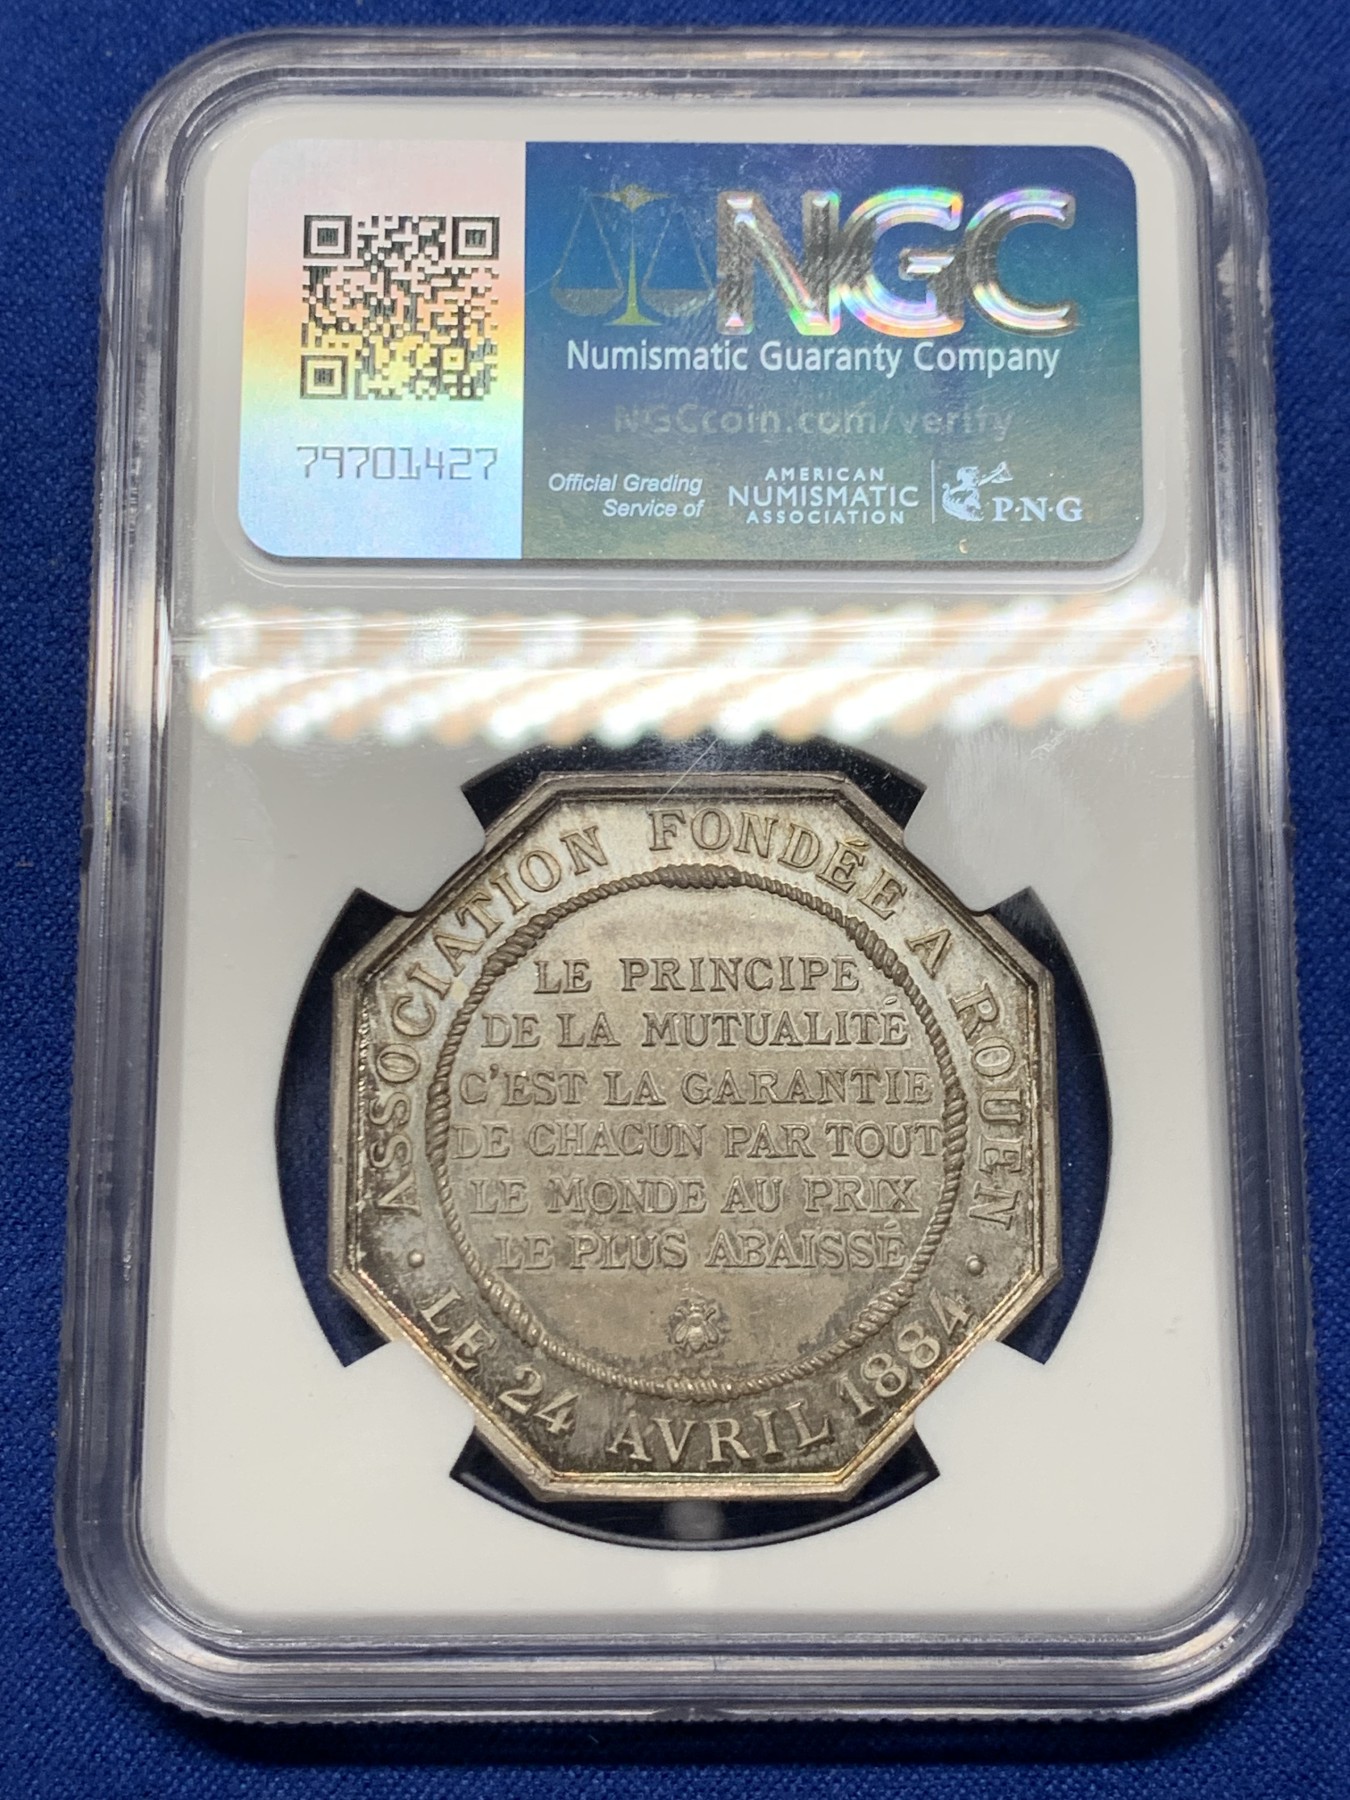 NGC
Numismatic Guaranty Company
NGCcoin.com/verify
79701427
Official Grading
Service of
AMERICAN
NUMISMATIC
ASSOCIATION
P·N·G
ASSOCIATION FONDÉE A ROUEN
LE PRINCIPE
DE LA MUTUALITÉ
C'EST LA GARANTIE
DE CHACUN PAR TOUT
LE MONDE AU PRIX
LE PLUS ABAISSÉ
· LE 24 AVRIL 1884 ·